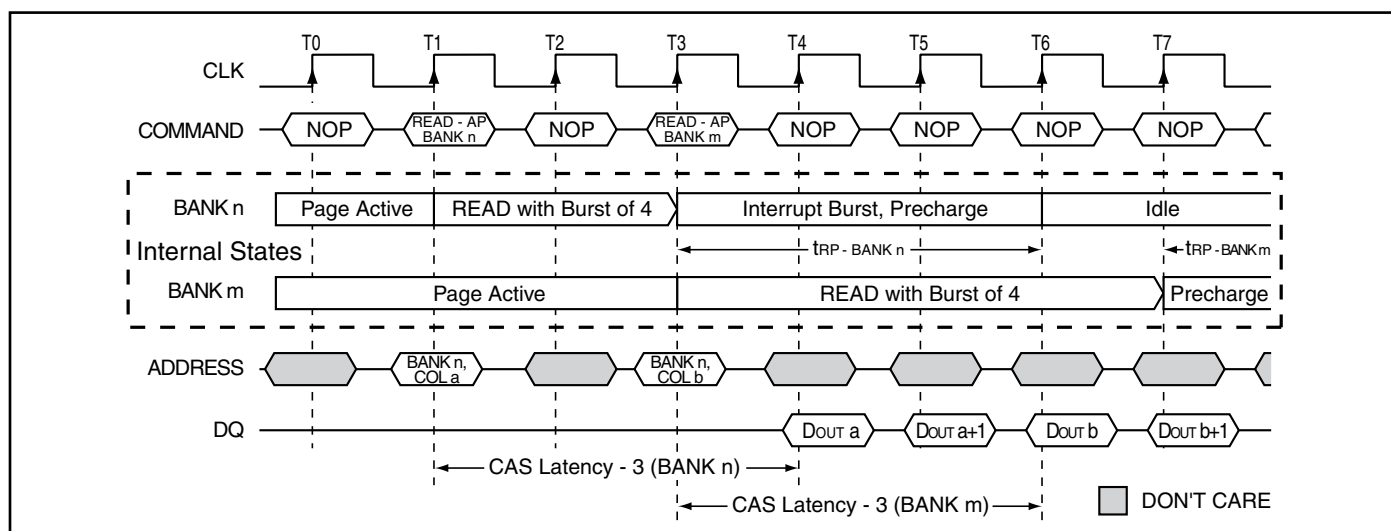 T0 T1 T2 T3 T4 T5 T6 T7
CLK
COMMAND NOP READ - AP BANK n NOP READ - AP BANK m NOP NOP NOP NOP
BANK n Page Active READ with Burst of 4 Interrupt Burst, Precharge Idle
Internal States tRP - BANK n tRP - BANK m
BANK m Page Active READ with Burst of 4 Precharge
ADDRESS BANK n, COL a BANK n, COL b
DQ DOUT a DOUT a+1 DOUT b DOUT b+1
CAS Latency - 3 (BANK n)
CAS Latency - 3 (BANK m) DON'T CARE